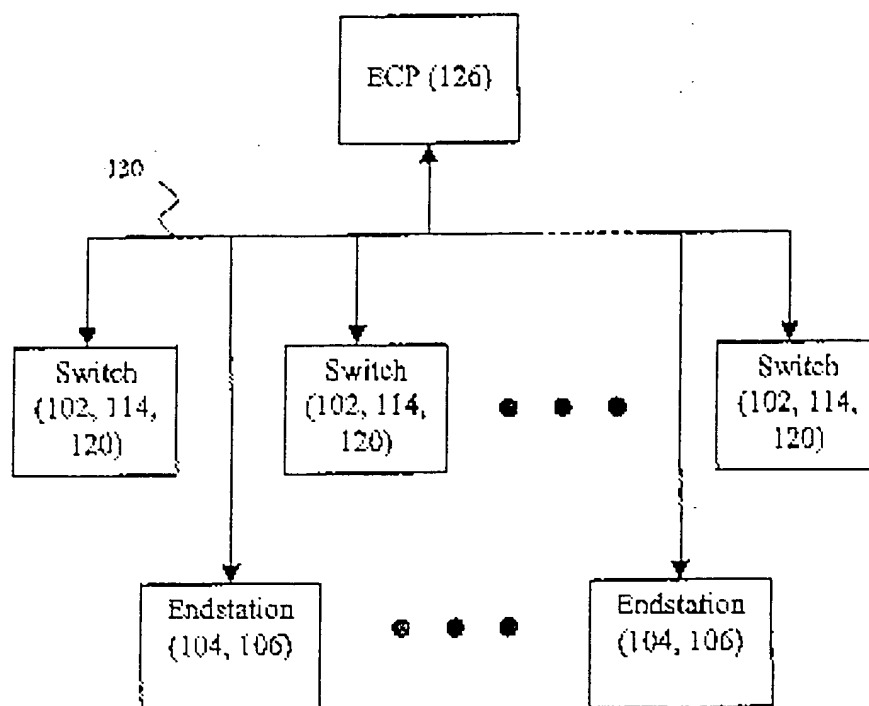 ECP (126)
130
Switch
(102, 114,
120)
Switch
(102, 114,
120)
Switch
(102, 114,
120)
Endstation
(104, 106)
Endstation
(104, 106)